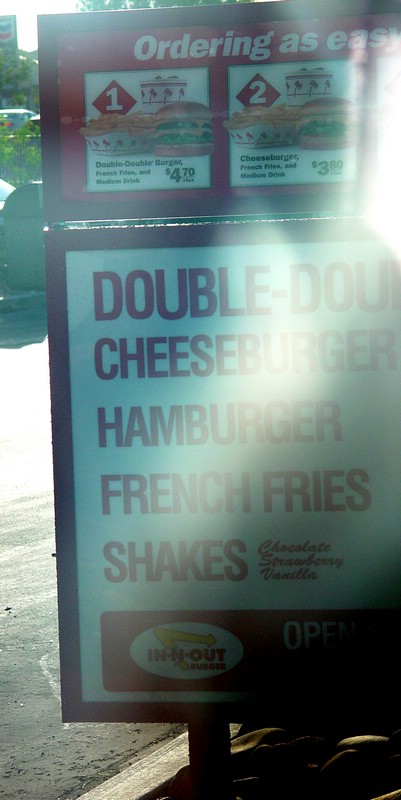 Ordering as easy
1
2
Double-Double® Burger,
French Fries, and
Medium Drink
$4.70
Cheeseburger,
French Fries, and
Medium Drink
$3.80
DOUBLE-DOU
CHEESEBURGER
HAMBURGER
FRENCH FRIES
SHAKES
Chocolate
Strawberry
Vanilla
IN-N-OUT
BURGER
OPEN